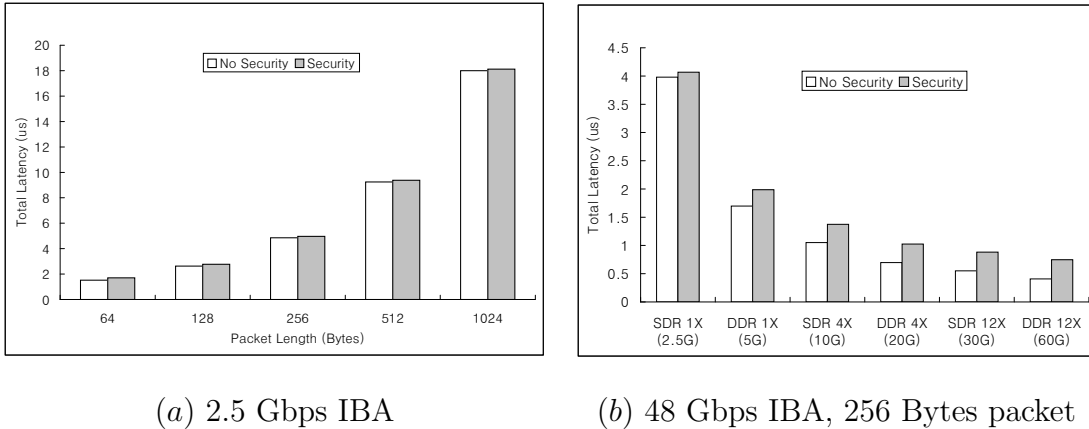 20
18
16
14
12
10
8
6
4
2
0
Total Latency (us)
No Security Security
64 128 256 512 1024
Packet Length (Bytes)
4.5
4
3.5
3
2.5
2
1.5
1
0.5
0
Total Latency (us)
No Security Security
SDR 1X DDR 1X SDR 4X DDR 4X SDR 12X DDR 12X
(2.5G) (5G) (10G) (20G) (30G) (60G)
(a) 2.5 Gbps IBA
(b) 48 Gbps IBA, 256 Bytes packet